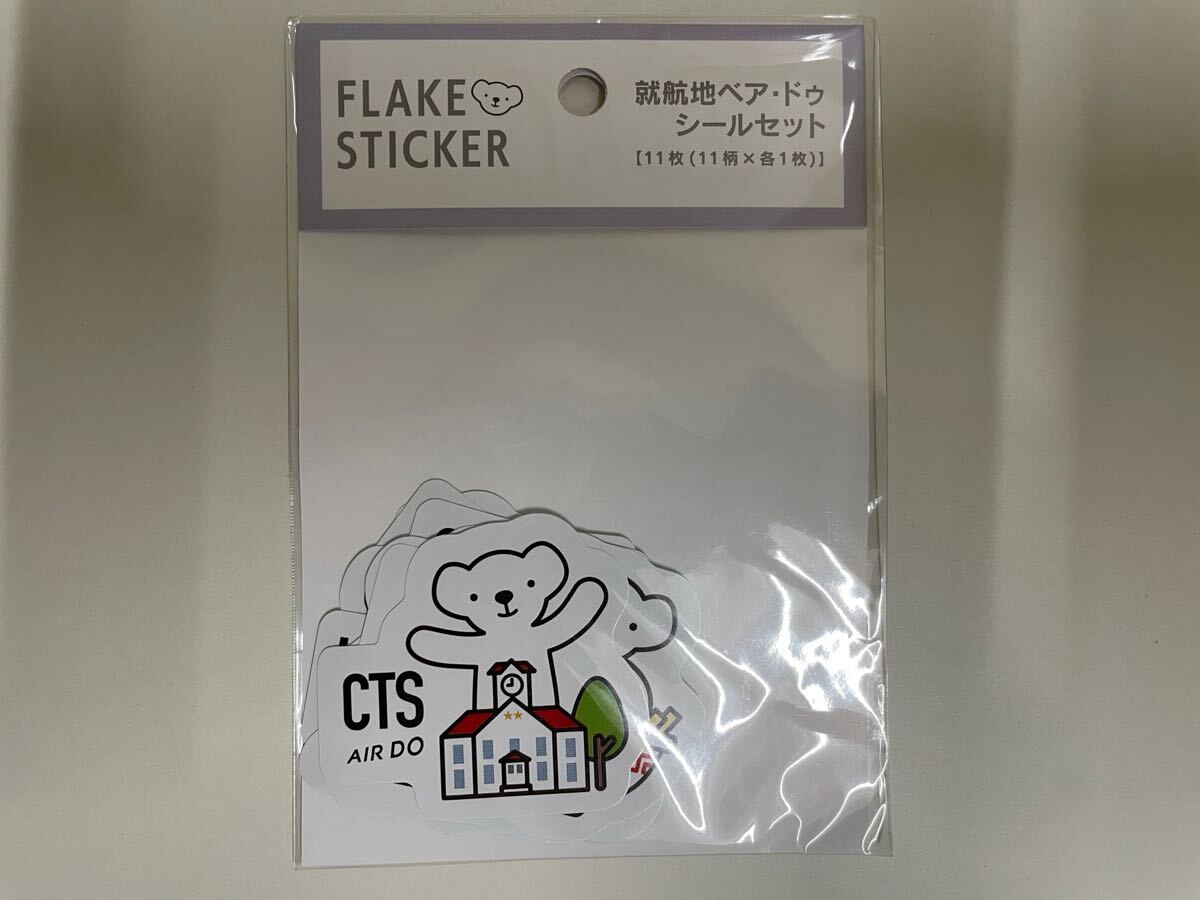 FLAKE
STICKER
就航地ベア・ドゥ
シールセット
【11枚(11柄×各1枚)】
CTS
AIR DO